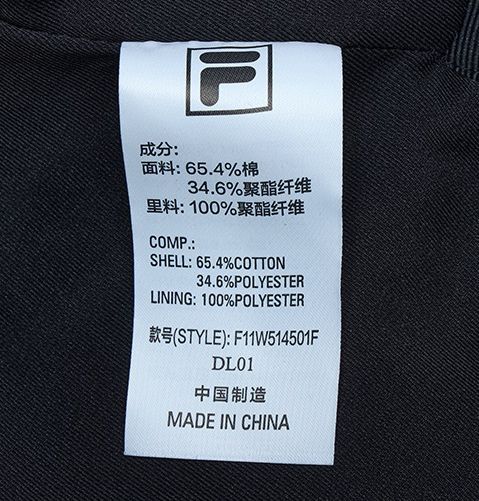 F
成分:
面料: 65.4%棉
34.6%聚酯纤维
里料: 100%聚酯纤维
COMP.:
SHELL: 65.4%COTTON
34.6%POLYESTER
LINING: 100%POLYESTER
款号(STYLE): F11W514501F
DL01
中国制造
MADE IN CHINA